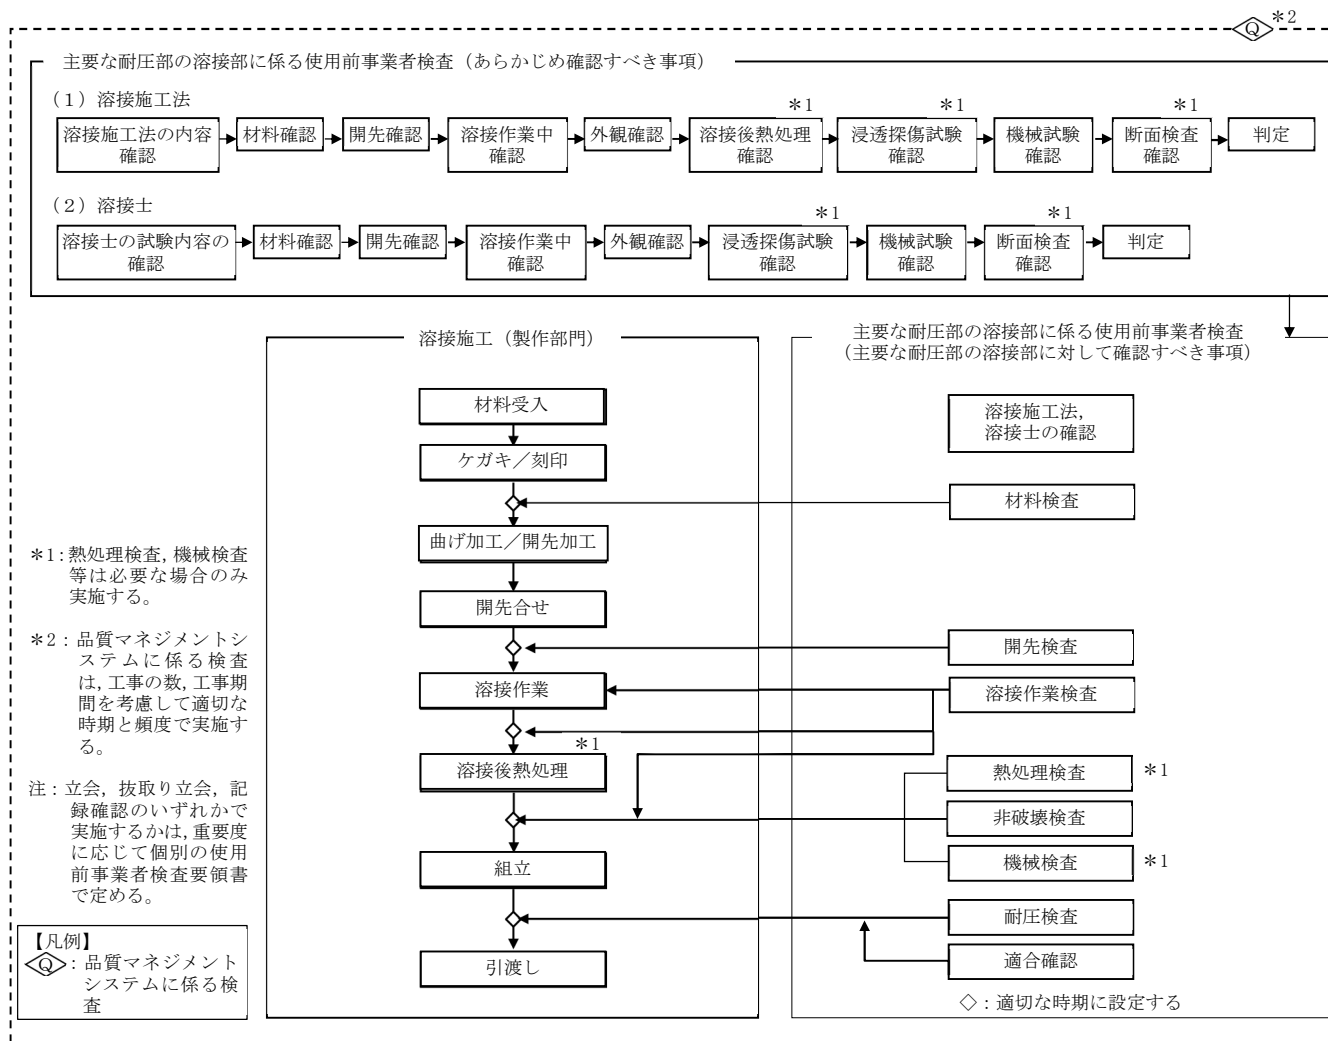 Q *2
主要な耐圧部の溶接部に係る使用前事業者検査(あらかじめ確認すべき事項)
(1)溶接施工法
*1
*1
*1
溶接施工法の内容
確認
材料確認
開先確認
溶接作業中
確認
外観確認
溶接後熱処理
確認
浸透探傷試験
確認
機械試験
確認
断面検査
確認
判定
(2)溶接士
*1
*1
溶接士の試験内容の
確認
材料確認
開先確認
溶接作業中
確認
外観確認
浸透探傷試験
確認
機械試験
確認
断面検査
確認
判定
溶接施工(製作部門)
材料受入
ケガキ/刻印
曲げ加工/開先加工
開先合せ
溶接作業
*1
溶接後熱処理
組立
引渡し
主要な耐圧部の溶接部に係る使用前事業者検査
(主要な耐圧部の溶接部に対して確認すべき事項)
溶接施工法,
溶接士の確認
材料検査
開先検査
溶接作業検査
熱処理検査 *1
非破壊検査
機械検査 *1
耐圧検査
適合確認
◇:適切な時期に設定する
*1:熱処理検査,機械検査
等は必要な場合のみ
実施する。
*2:品質マネジメントシ
ステムに係る検査
は,工事の数,工事期
間を考慮して適切な
時期と頻度で実施す
る。
注:立会,抜取り立会,記
録確認のいずれかで
実施するかは,重要度
に応じて個別の使用
前事業者検査要領書
で定める。
【凡例】
Q:品質マネジメント
システムに係る検
査